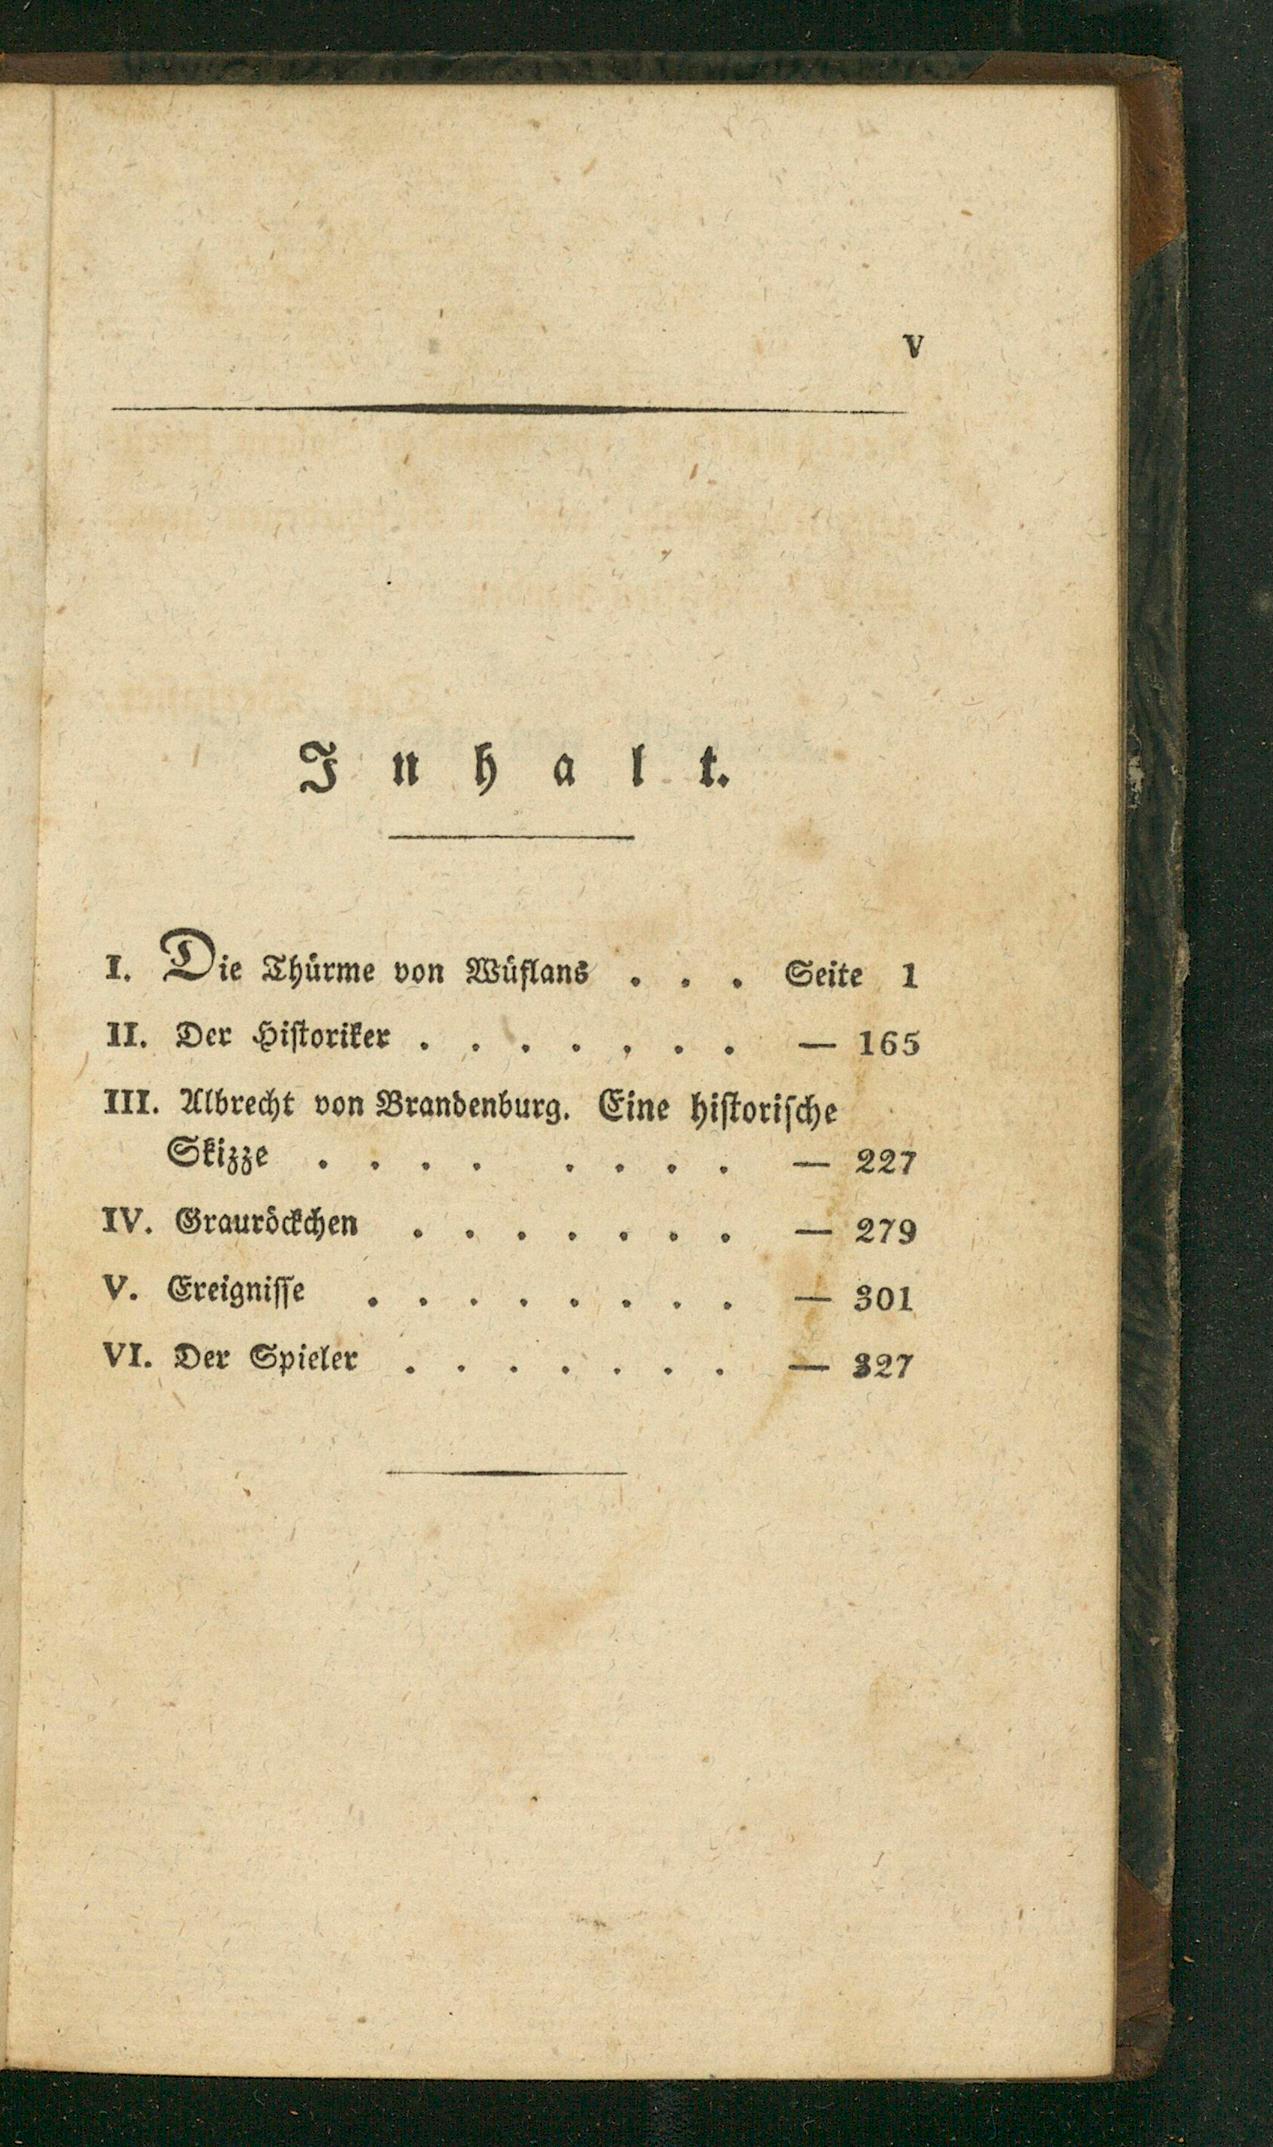 V
Inhalt.
I. Die Thürme von Wüflans . . . Seite 1
II. Der Historiker . . . . . . . — 165
III. Albrecht von Brandenburg. Eine historische
Skizze . . . . . . . . — 227
IV. Grauröckchen . . . . . . . — 279
V. Ereignisse . . . . . . . . — 301
VI. Der Spieler . . . . . . — 327